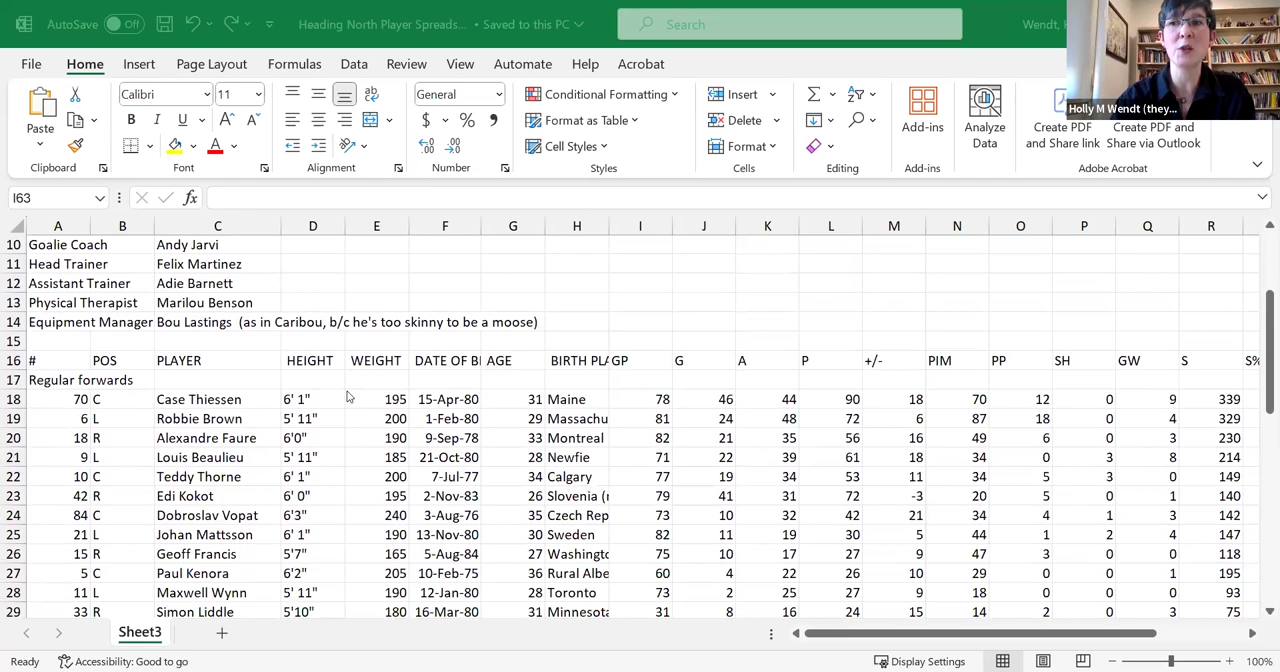 AutoSave Off Heading North Player Spreads... • Saved to this PC Search Wendt, H
File Home Insert Page Layout Formulas Data Review View Automate Help Acrobat
Holly M Wendt (they...
Paste Calibri 11 General Conditional Formatting Insert Add-ins Analyze Data Create PDF and Share link Create PDF and Share via Outlook
B I U A A ab $ % , Format as Table Delete
A Cell Styles Format
Clipboard Font Alignment Number Styles Cells Editing Add-ins Adobe Acrobat
I63 fx
A B C D E F G H I J K L M N O P Q R
10 Goalie Coach Andy Jarvi
11 Head Trainer Felix Martinez
12 Assistant Trainer Adie Barnett
13 Physical Therapist Marilou Benson
14 Equipment Manager Bou Lastings (as in Caribou, b/c he's too skinny to be a moose)
15
16 # POS PLAYER HEIGHT WEIGHT DATE OF BI AGE BIRTH PLA GP G A P +/- PIM PP SH GW S S%
17 Regular forwards
18 70 C Case Thiessen 6' 1" 195 15-Apr-80 31 Maine 78 46 44 90 18 70 12 0 9 339
19 6 L Robbie Brown 5' 11" 200 1-Feb-80 29 Massachu 81 24 48 72 6 87 18 0 4 329
20 18 R Alexandre Faure 6'0" 190 9-Sep-78 33 Montreal 82 21 35 56 16 49 6 0 3 230
21 9 L Louis Beaulieu 5' 11" 185 21-Oct-80 28 Newfie 71 22 39 61 18 34 0 3 8 214
22 10 C Teddy Thorne 6' 1" 200 7-Jul-77 34 Calgary 77 19 34 53 11 34 5 3 0 149
23 42 R Edi Kokot 6' 0" 195 2-Nov-83 26 Slovenia (r 79 41 31 72 -3 20 5 0 1 140
24 84 C Dobroslav Vopat 6'3" 240 3-Aug-76 35 Czech Rep 73 10 32 42 21 34 4 1 3 142
25 21 L Johan Mattsson 6' 1" 190 13-Nov-80 30 Sweden 82 11 19 30 5 44 1 2 4 147
26 15 R Geoff Francis 5'7" 165 5-Aug-84 27 Washingto 75 10 17 27 9 47 3 0 0 118
27 5 C Paul Kenora 6'2" 205 10-Feb-75 36 Rural Albe 60 4 22 26 10 29 0 0 1 195
28 11 L Maxwell Wynn 5' 11" 190 12-Jan-80 30 Toronto 73 2 25 27 9 18 0 0 0 93
29 33 R Simon Liddle 5'10" 180 16-Mar-80 31 Minnesota 71 8 16 24 15 14 2 0 3 75
Sheet3
Ready Accessibility: Good to go Display Settings 100%